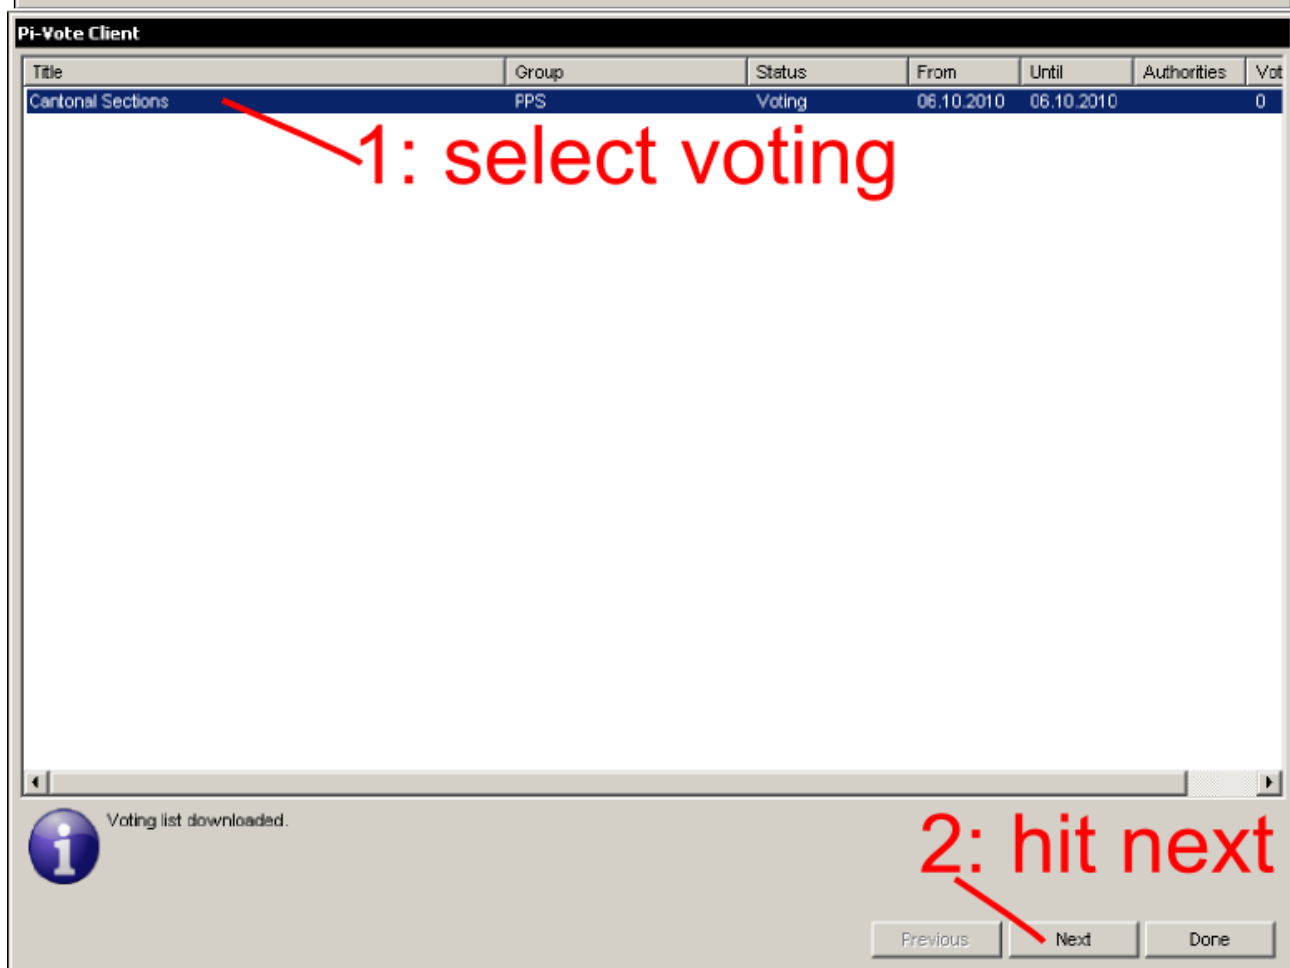 Pi-Vote Client
Title Group Status From Until Authorities Vot
Cantonal Sections PPS Voting 06.10.2010 06.10.2010 0
1: select voting
Voting list downloaded.
2: hit next
Previous Next Done